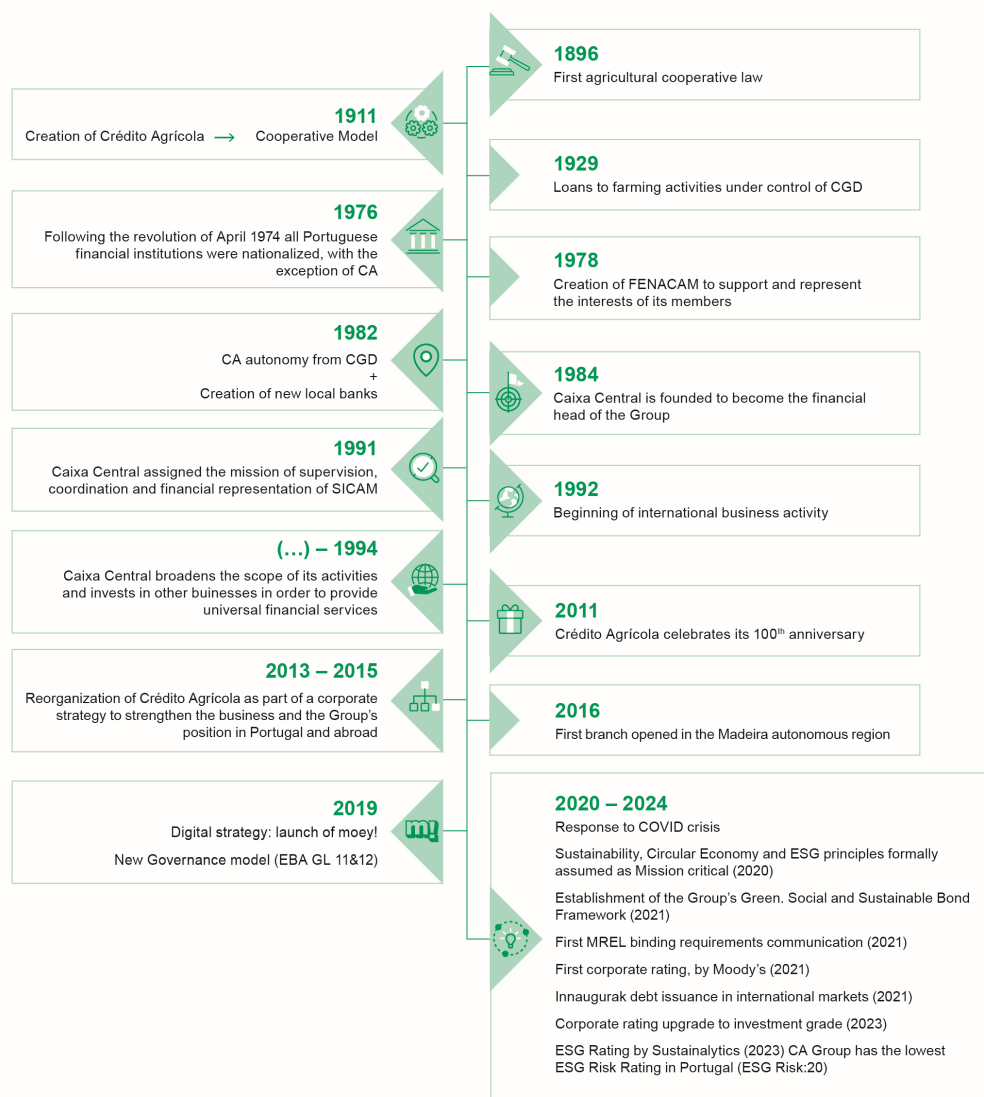 1896
First agricultural cooperative law
1911
Creation of Crédito Agrícola → Cooperative Model
1929
Loans to farming activities under control of CGD
1976
Following the revolution of April 1974 all Portuguese
financial institutions were nationalized, with the
exception of CA
1978
Creation of FENACAM to support and represent
the interests of its members
1982
CA autonomy from CGD
+
Creation of new local banks
1984
Caixa Central is founded to become the financial
head of the Group
1991
Caixa Central assigned the mission of supervision,
coordination and financial representation of SICAM
1992
Beginning of international business activity
(…) – 1994
Caixa Central broadens the scope of its activities
and invests in other buinesses in order to provide
universal financial services
2011
Crédito Agrícola celebrates its 100th anniversary
2013 – 2015
Reorganization of Crédito Agrícola as part of a corporate
strategy to strengthen the business and the Group's
position in Portugal and abroad
2016
First branch opened in the Madeira autonomous region
2019
Digital strategy: launch of moey!
New Governance model (EBA GL 11&12)
m!
2020 – 2024
Response to COVID crisis
Sustainability, Circular Economy and ESG principles formally
assumed as Mission critical (2020)
Establishment of the Group's Green. Social and Sustainable Bond
Framework (2021)
First MREL binding requirements communication (2021)
First corporate rating, by Moody's (2021)
Innaugurak debt issuance in international markets (2021)
Corporate rating upgrade to investment grade (2023)
ESG Rating by Sustainalytics (2023) CA Group has the lowest
ESG Risk Rating in Portugal (ESG Risk:20)